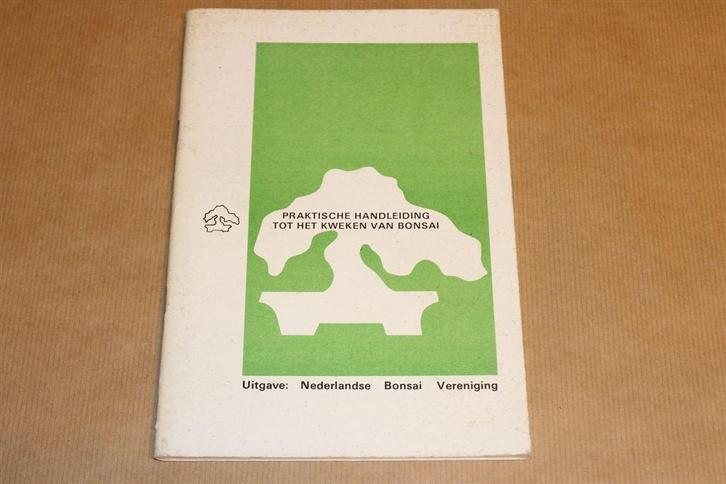 PRAKTISCHE HANDLEIDING
TOT HET KWEKEN VAN BONSAI
Uitgave: Nederlandse Bonsai Vereniging